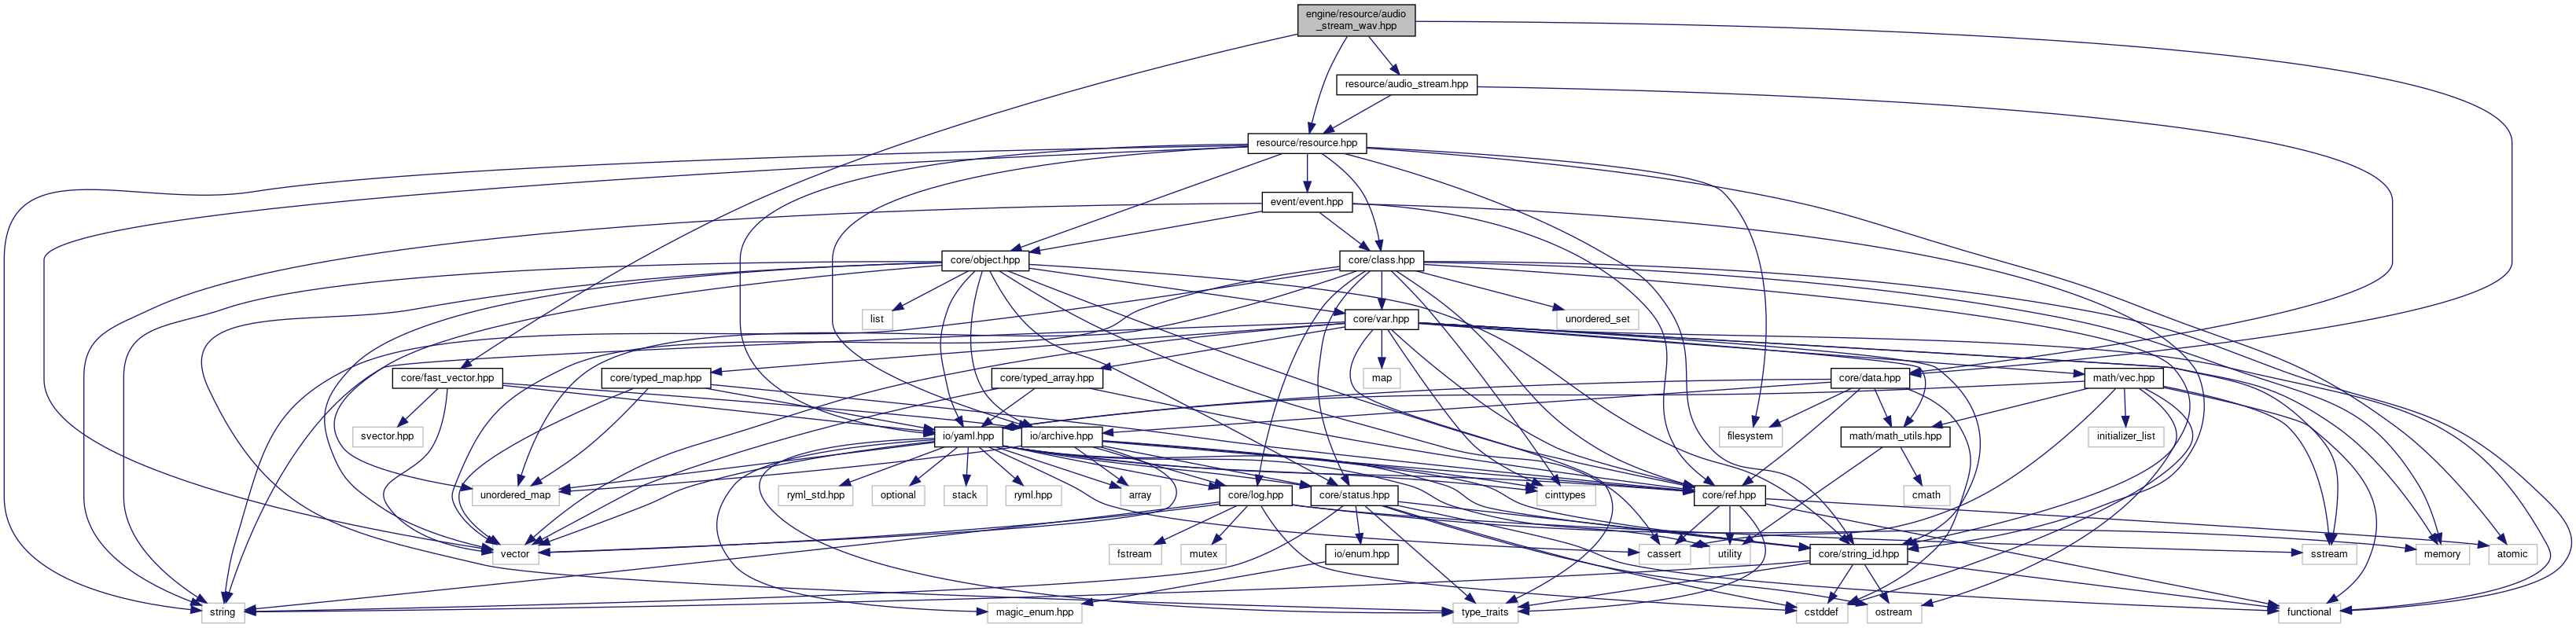 engine/resource/audio
_stream_wav.hpp
resource/audio_stream.hpp
resource/resource.hpp
event/event.hpp
core/object.hpp
core/class.hpp
list
core/var.hpp
unordered_set
core/fast_vector.hpp
core/typed_map.hpp
core/typed_array.hpp
map
core/data.hpp
math/vec.hpp
svector.hpp
io/yaml.hpp
io/archive.hpp
filesystem
math/math_utils.hpp
initializer_list
unordered_map
ryml_std.hpp
optional
stack
ryml.hpp
array
core/log.hpp
core/status.hpp
cinttypes
core/ref.hpp
cmath
vector
fstream
mutex
io/enum.hpp
cassert
utility
core/string_id.hpp
sstream
memory
atomic
string
magic_enum.hpp
type_traits
cstddef
ostream
functional